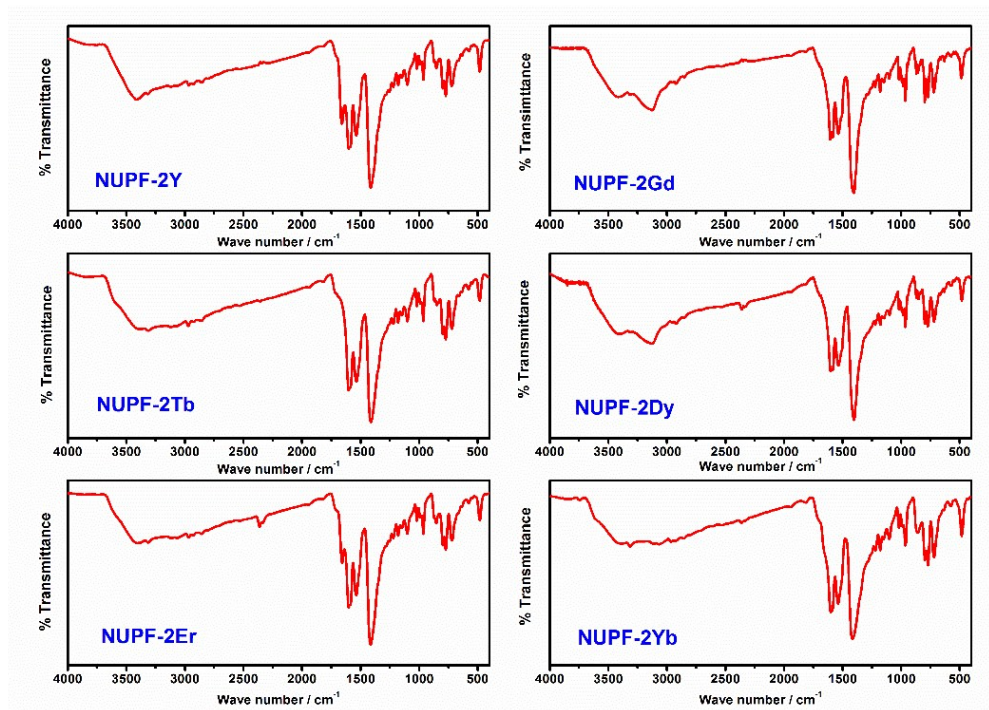 % Transmittance
NUPF-2Y
4000 3500 3000 2500 2000 1500 1000 500
Wave number / cm⁻¹
% Transimttance
NUPF-2Gd
4000 3500 3000 2500 2000 1500 1000 500
Wave number / cm⁻¹
% Transmittance
NUPF-2Tb
4000 3500 3000 2500 2000 1500 1000 500
Wave number / cm⁻¹
% Transmittance
NUPF-2Dy
4000 3500 3000 2500 2000 1500 1000 500
Wave number / cm⁻¹
% Transmittance
NUPF-2Er
4000 3500 3000 2500 2000 1500 1000 500
Wave number / cm⁻¹
% Transmittance
NUPF-2Yb
4000 3500 3000 2500 2000 1500 1000 500
Wave number / cm⁻¹